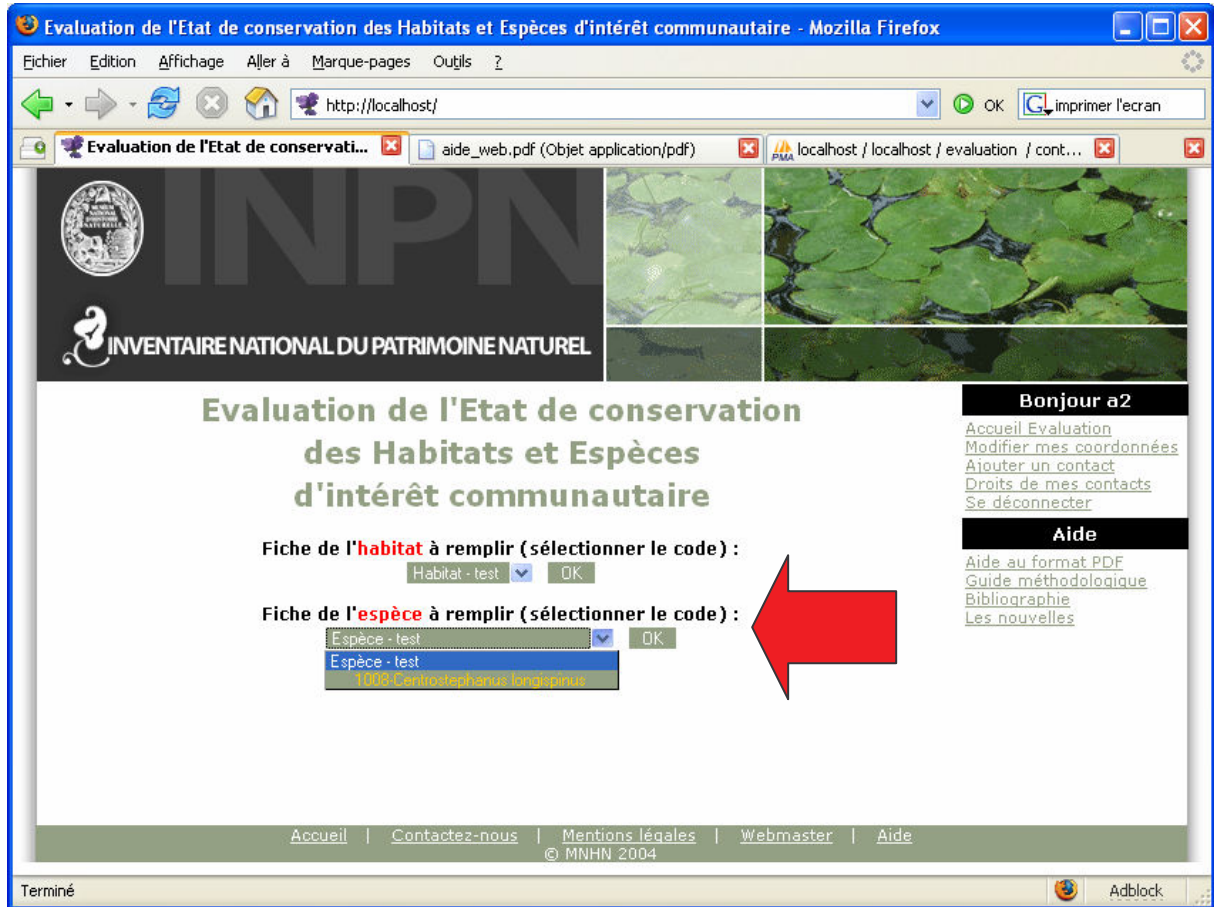 Evaluation de l'Etat de conservation des Habitats et Espèces d'intérêt communautaire - Mozilla Firefox
Fichier Edition Affichage Aller à Marque-pages Outils ?
http://localhost/ OK G imprimer l'ecran
Evaluation de l'Etat de conservati... aide_web.pdf (Objet application/pdf) PMA localhost / localhost / evaluation / cont...
INPN
INVENTAIRE NATIONAL DU PATRIMOINE NATUREL
Evaluation de l'Etat de conservation
des Habitats et Espèces
d'intérêt communautaire
Fiche de l'habitat à remplir (sélectionner le code) :
Habitat - test OK
Fiche de l'espèce à remplir (sélectionner le code) :
Espèce - test OK
Espèce - test
1008-Centrostephanus longispinus
Bonjour a2
Accueil Evaluation
Modifier mes coordonnées
Ajouter un contact
Droits de mes contacts
Se déconnecter
Aide
Aide au format PDF
Guide méthodologique
Bibliographie
Les nouvelles
Accueil | Contactez-nous | Mentions légales | Webmaster | Aide
© MNHN 2004
Terminé Adblock